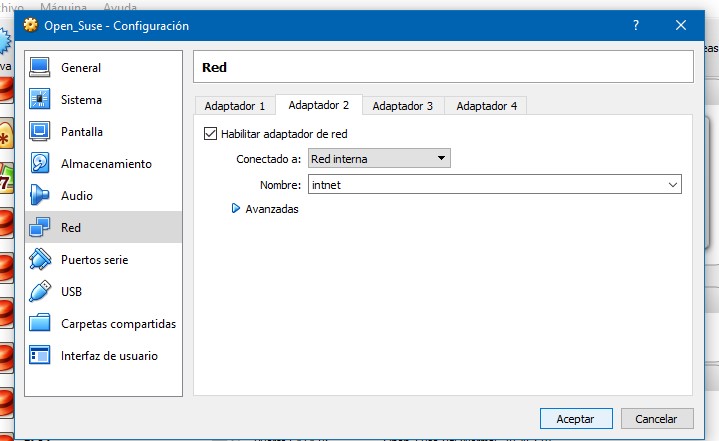 Máquina Ayuda
Open_Suse - Configuración
?
General
Sistema
Pantalla
Almacenamiento
Audio
Red
Puertos serie
USB
Carpetas compartidas
Interfaz de usuario
Red
Adaptador 1 Adaptador 2 Adaptador 3 Adaptador 4
Habilitar adaptador de red
Conectado a: Red interna
Nombre: intnet
Avanzadas
Aceptar Cancelar